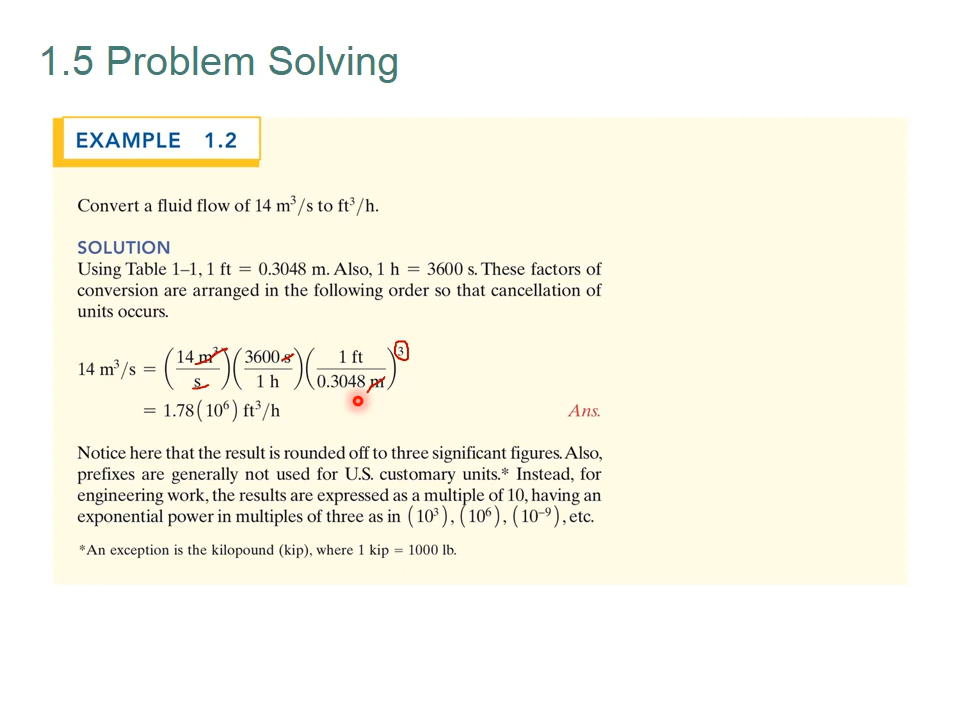 1.5 Problem Solving
EXAMPLE 1.2
Convert a fluid flow of 14 m³/s to ft³/h.
SOLUTION
Using Table 1–1, 1 ft = 0.3048 m. Also, 1 h = 3600 s. These factors of
conversion are arranged in the following order so that cancellation of
units occurs.
14 m³/s = (14 m³/s)(3600 s/1 h)(1 ft/0.3048 m)³
= 1.78(10⁶) ft³/h Ans.
Notice here that the result is rounded off to three significant figures. Also,
prefixes are generally not used for U.S. customary units.* Instead, for
engineering work, the results are expressed as a multiple of 10, having an
exponential power in multiples of three as in (10³), (10⁶), (10⁻⁹), etc.
*An exception is the kilopound (kip), where 1 kip = 1000 lb.